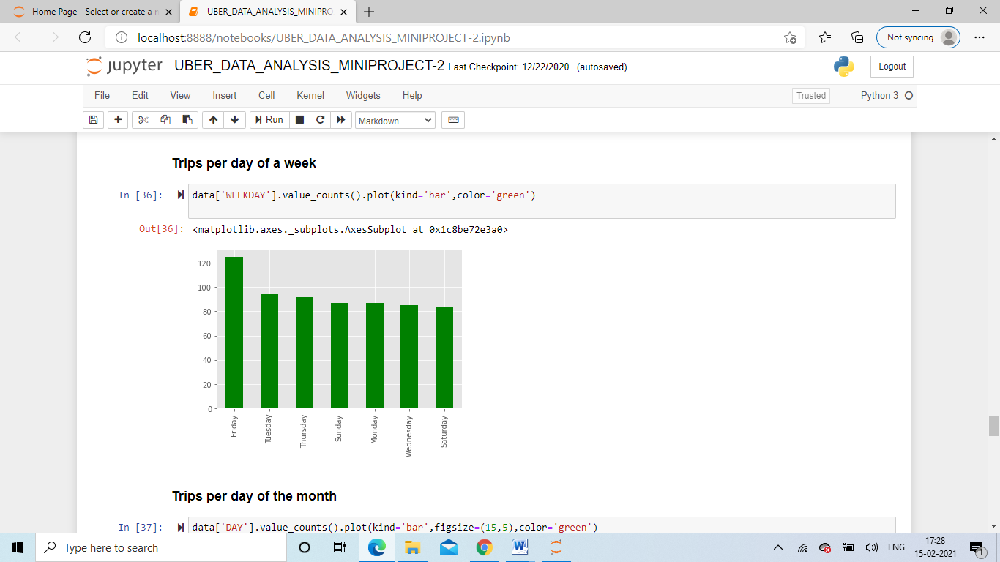 Home Page - Select or create a n
UBER_DATA_ANALYSIS_MINIPRO
localhost:8888/notebooks/UBER_DATA_ANALYSIS_MINIPROJECT-2.ipynb
Not syncing
jupyter UBER_DATA_ANALYSIS_MINIPROJECT-2 Last Checkpoint: 12/22/2020 (autosaved)
Logout
File Edit View Insert Cell Kernel Widgets Help
Trusted
Python 3
Run
Markdown
Trips per day of a week
In [36]: data['WEEKDAY'].value_counts().plot(kind='bar',color='green')
Out[36]: <matplotlib.axes._subplots.AxesSubplot at 0x1c8be72e3a0>
120
100
80
60
40
20
0
Friday
Tuesday
Thursday
Sunday
Monday
Wednesday
Saturday
Trips per day of the month
In [37]: data['DAY'].value_counts().plot(kind='bar',figsize=(15,5),color='green')
Type here to search
W
ENG
17:28
15-02-2021
1